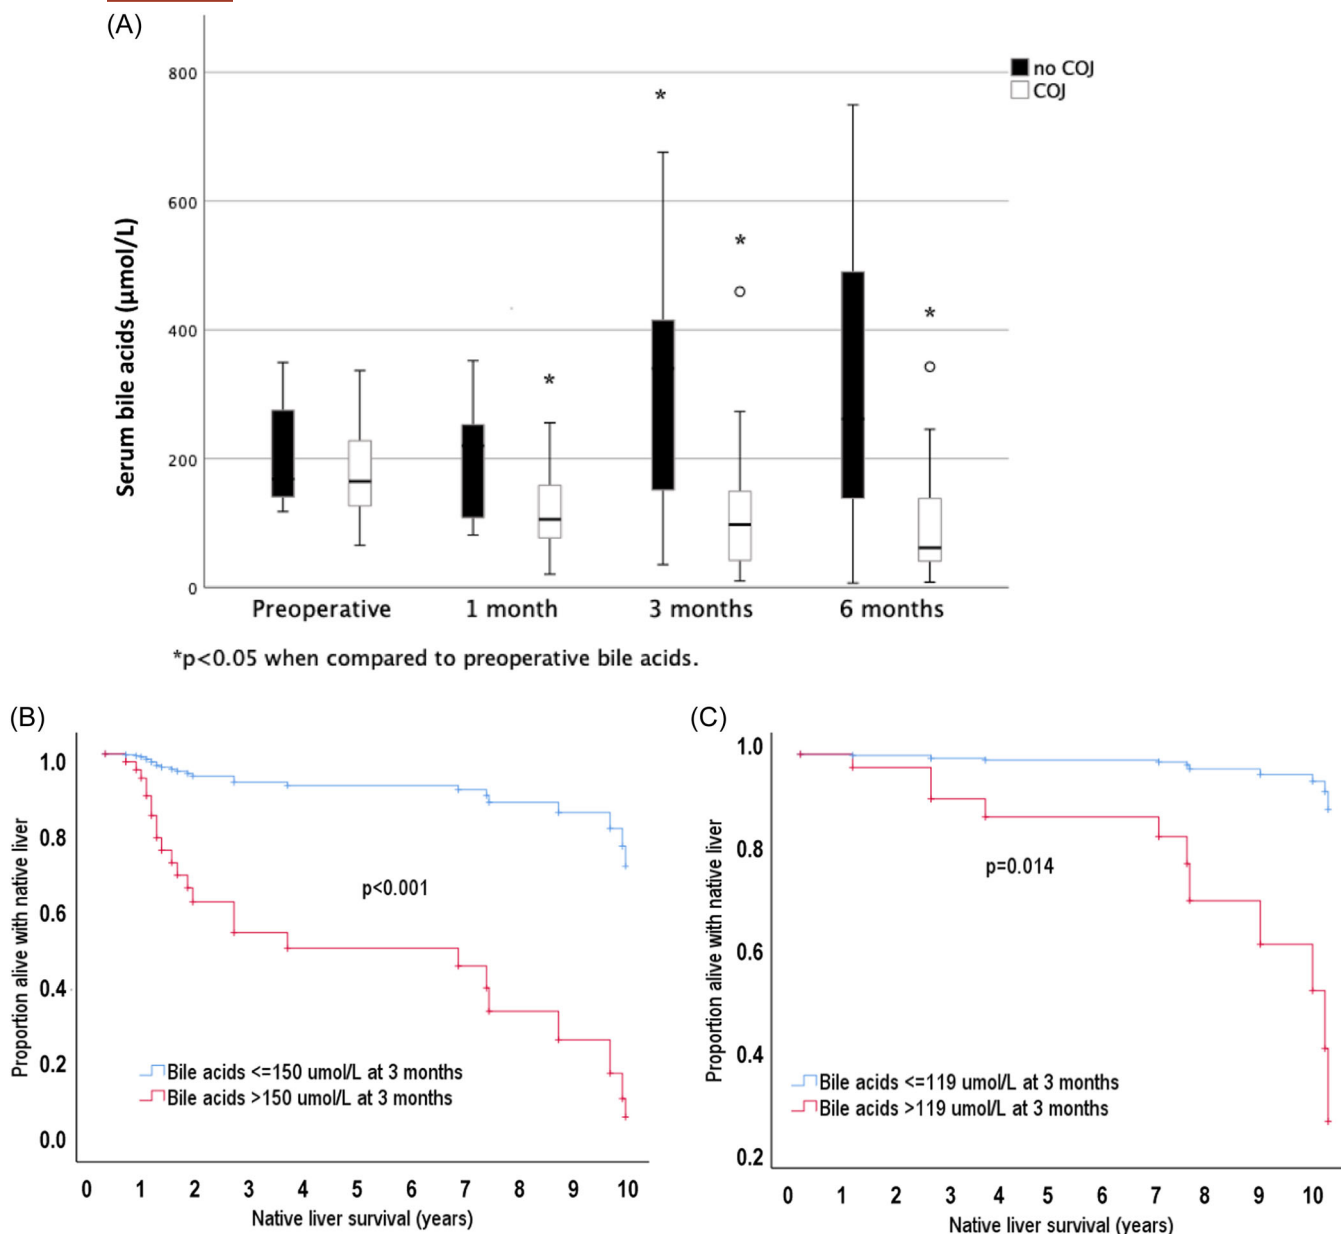 (A)
800
600
400
200
0
Serum bile acids (µmol/L)
no COJ
COJ
*
*
*
*
Preoperative
1 month
3 months
6 months
*p<0.05 when compared to preoperative bile acids.
(B)
1.0
0.8
0.6
0.4
0.2
0.0
Proportion alive with native liver
p<0.001
Bile acids <=150 umol/L at 3 months
Bile acids >150 umol/L at 3 months
0 1 2 3 4 5 6 7 8 9 10
Native liver survival (years)
(C)
1.0
0.8
0.6
0.4
0.2
Proportion alive with native liver
p=0.014
Bile acids <=119 umol/L at 3 months
Bile acids >119 umol/L at 3 months
0 1 2 3 4 5 6 7 8 9 10
Native liver survival (years)